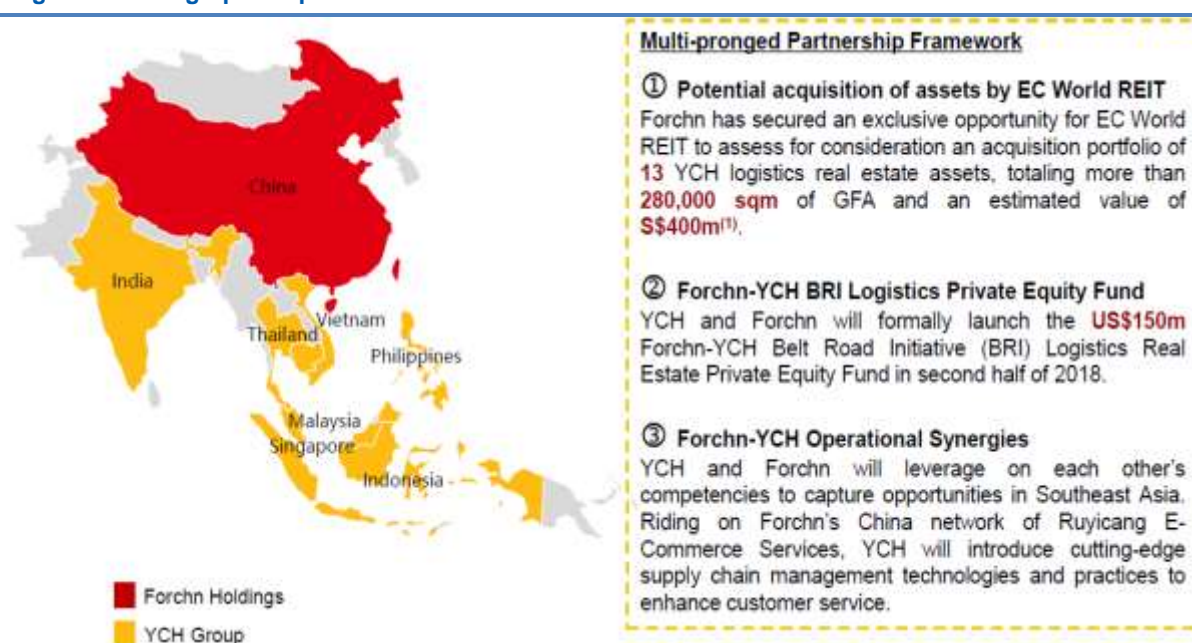 China
India
Vietnam
Thailand
Philippines
Malaysia
Singapore
Indonesia
Forchn Holdings
YCH Group
Multi-pronged Partnership Framework
① Potential acquisition of assets by EC World REIT
Forchn has secured an exclusive opportunity for EC World
REIT to assess for consideration an acquisition portfolio of
13 YCH logistics real estate assets, totaling more than
280,000 sqm of GFA and an estimated value of
S$400m(1).
② Forchn-YCH BRI Logistics Private Equity Fund
YCH and Forchn will formally launch the US$150m
Forchn-YCH Belt Road Initiative (BRI) Logistics Real
Estate Private Equity Fund in second half of 2018.
③ Forchn-YCH Operational Synergies
YCH and Forchn will leverage on each other's
competencies to capture opportunities in Southeast Asia.
Riding on Forchn's China network of Ruyicang E-
Commerce Services, YCH will introduce cutting-edge
supply chain management technologies and practices to
enhance customer service.